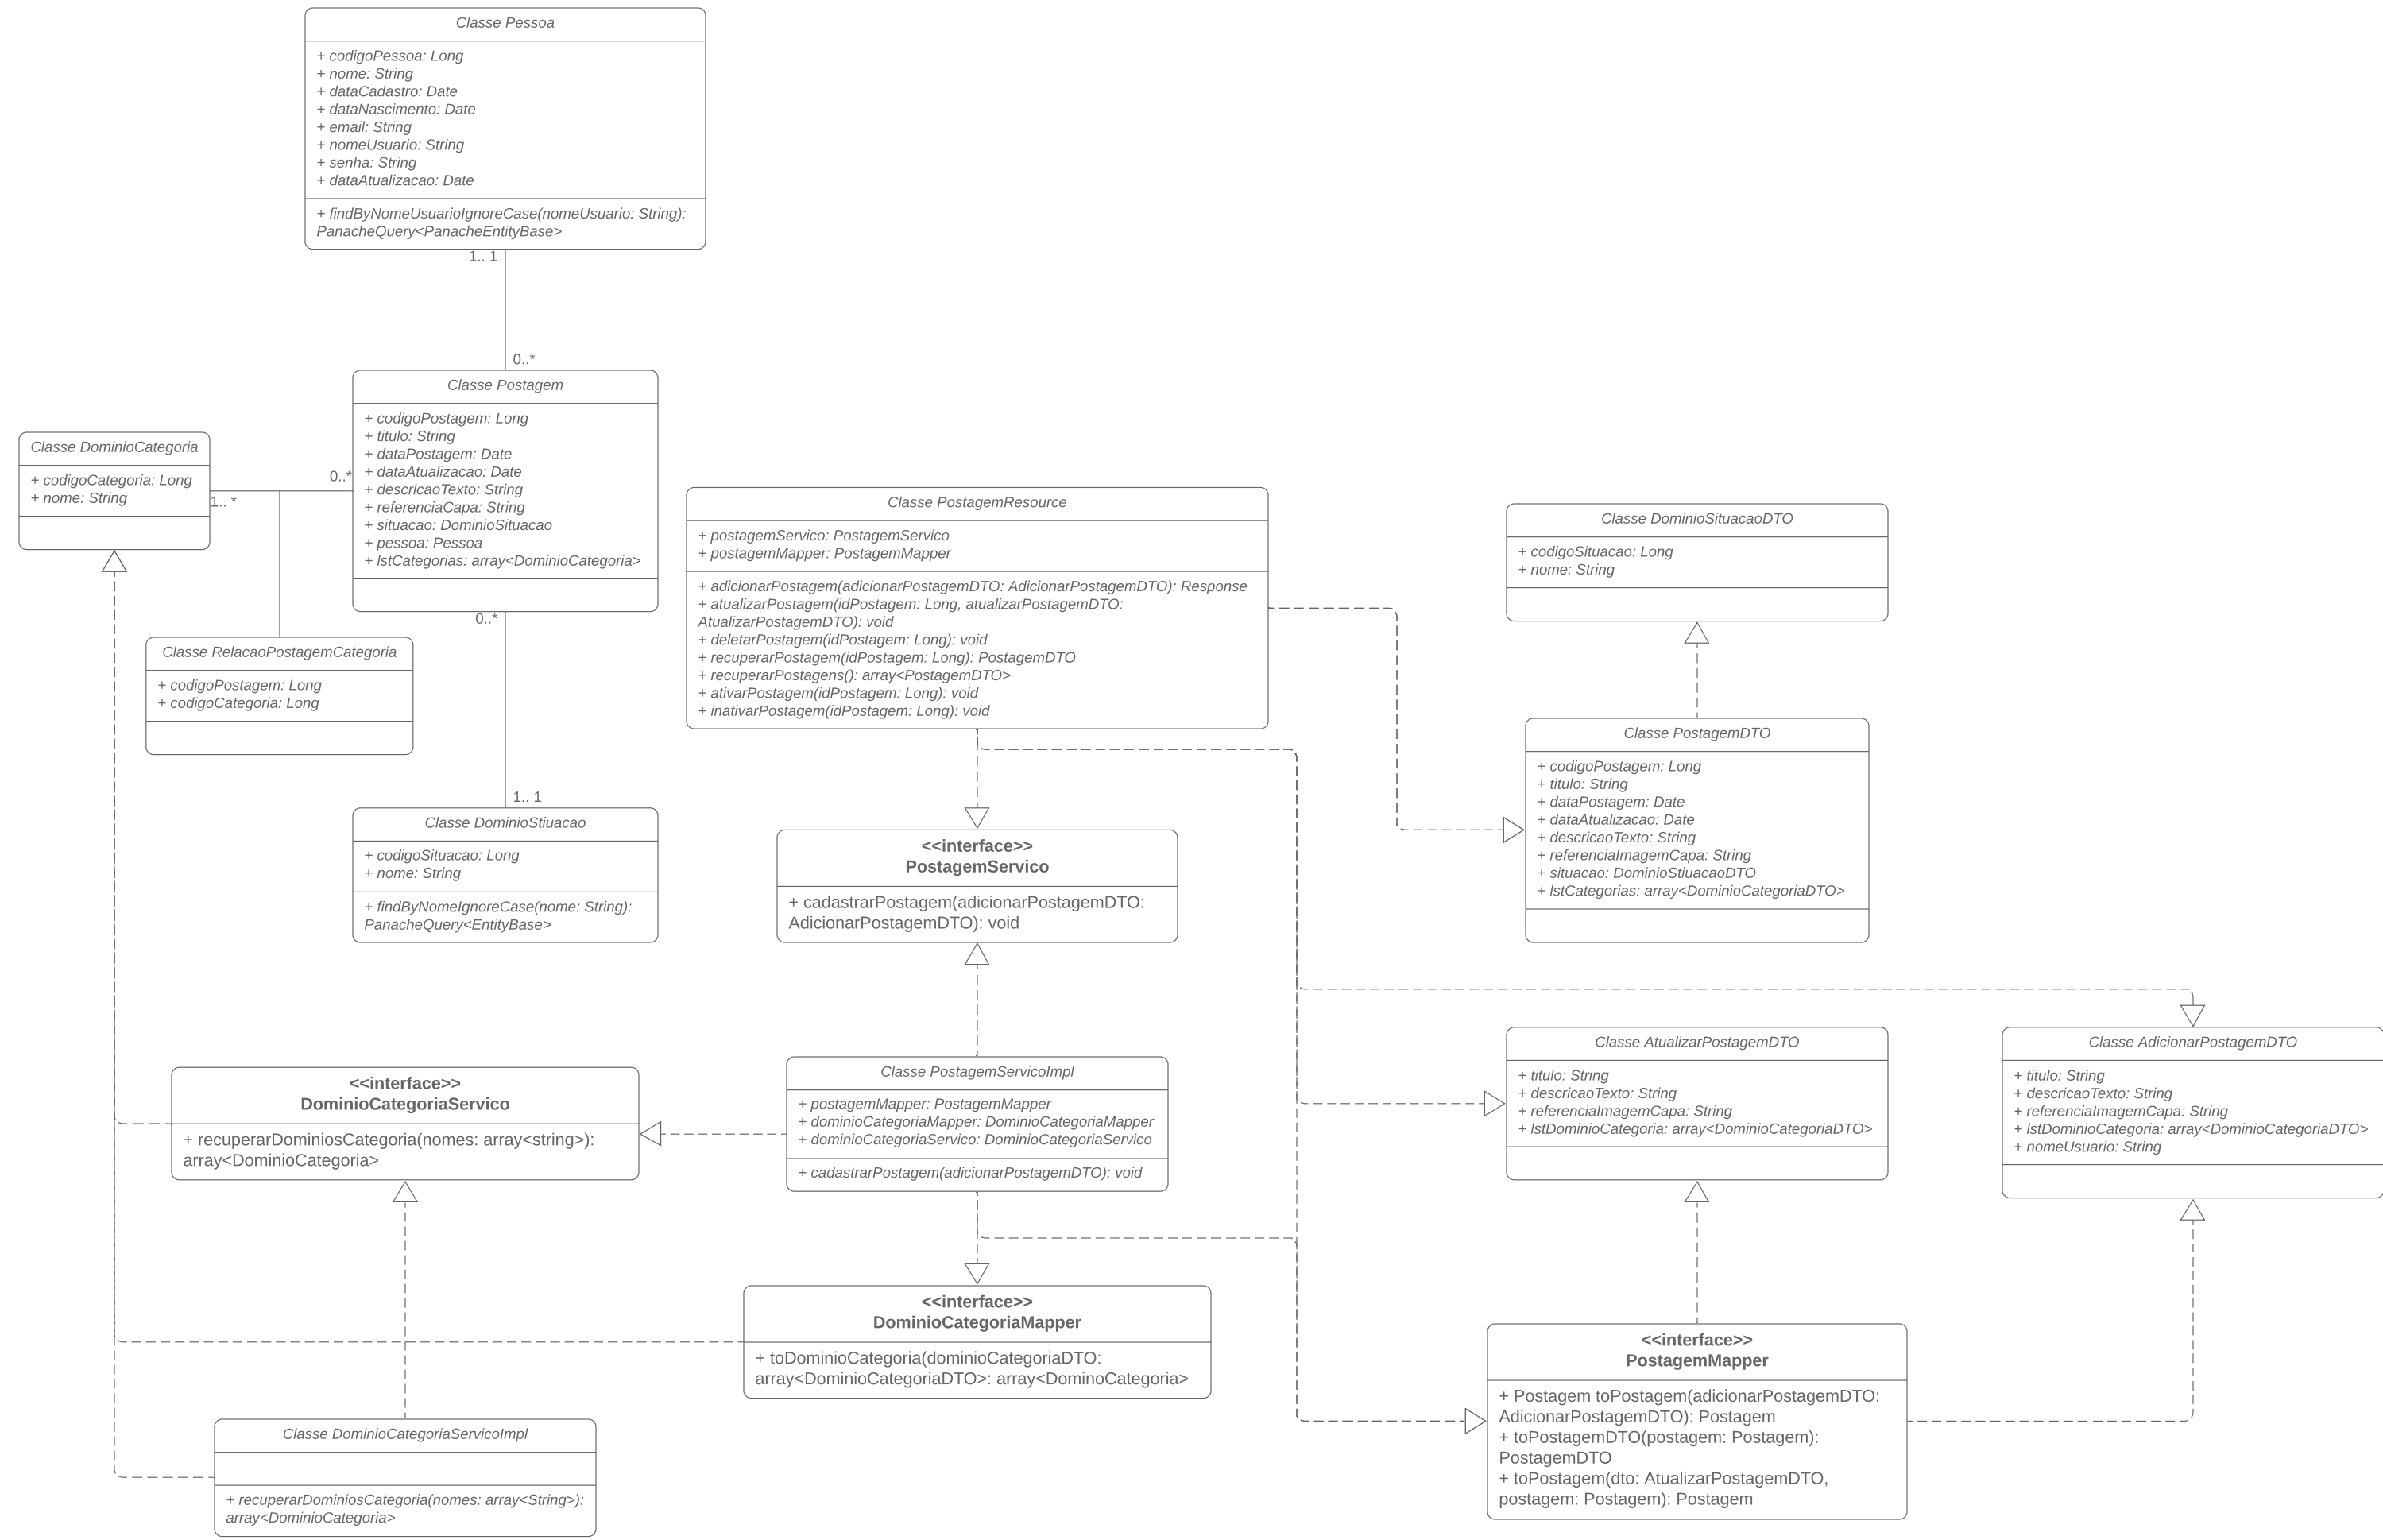 Classe Pessoa
+ codigoPessoa: Long
+ nome: String
+ dataCadastro: Date
+ dataNascimento: Date
+ email: String
+ nomeUsuario: String
+ senha: String
+ dataAtualizacao: Date
+ findByNomeUsuarioIgnoreCase(nomeUsuario: String):
PanacheQuery<PanacheEntityBase>
1.. 1
0..*
Classe Postagem
+ codigoPostagem: Long
+ titulo: String
+ dataPostagem: Date
+ dataAtualizacao: Date
+ descricaoTexto: String
+ referenciaCapa: String
+ situacao: DominioSituacao
+ pessoa: Pessoa
+ lstCategorias: array<DominioCategoria>
Classe DominioCategoria
+ codigoCategoria: Long
+ nome: String
0..*
1.. *
Classe RelacaoPostagemCategoria
+ codigoPostagem: Long
+ codigoCategoria: Long
0..*
1.. 1
Classe DominioStiuacao
+ codigoSituacao: Long
+ nome: String
+ findByNomeIgnoreCase(nome: String):
PanacheQuery<EntityBase>
Classe PostagemResource
+ postagemServico: PostagemServico
+ postagemMapper: PostagemMapper
+ adicionarPostagem(adicionarPostagemDTO: AdicionarPostagemDTO): Response
+ atualizarPostagem(idPostagem: Long, atualizarPostagemDTO:
AtualizarPostagemDTO): void
+ deletarPostagem(idPostagem: Long): void
+ recuperarPostagem(idPostagem: Long): PostagemDTO
+ recuperarPostagens(): array<PostagemDTO>
+ ativarPostagem(idPostagem: Long): void
+ inativarPostagem(idPostagem: Long): void
Classe DominioSituacaoDTO
+ codigoSituacao: Long
+ nome: String
Classe PostagemDTO
+ codigoPostagem: Long
+ titulo: String
+ dataPostagem: Date
+ dataAtualizacao: Date
+ descricaoTexto: String
+ referenciaImagemCapa: String
+ situacao: DominioStiuacaoDTO
+ lstCategorias: array<DominioCategoriaDTO>
<<interface>>
PostagemServico
+ cadastrarPostagem(adicionarPostagemDTO:
AdicionarPostagemDTO): void
Classe PostagemServicoImpl
+ postagemMapper: PostagemMapper
+ dominioCategoriaMapper: DominioCategoriaMapper
+ dominioCategoriaServico: DominioCategoriaServico
+ cadastrarPostagem(adicionarPostagemDTO): void
<<interface>>
DominioCategoriaServico
+ recuperarDominiosCategoria(nomes: array<string>):
array<DominioCategoria>
Classe AtualizarPostagemDTO
+ titulo: String
+ descricaoTexto: String
+ referenciaImagemCapa: String
+ lstDominioCategoria: array<DominioCategoriaDTO>
Classe AdicionarPostagemDTO
+ titulo: String
+ descricaoTexto: String
+ referenciaImagemCapa: String
+ lstDominioCategoria: array<DominioCategoriaDTO>
+ nomeUsuario: String
<<interface>>
DominioCategoriaMapper
+ toDominioCategoria(dominioCategoriaDTO:
array<DominioCategoriaDTO>: array<DominoCategoria>
<<interface>>
PostagemMapper
+ Postagem toPostagem(adicionarPostagemDTO:
AdicionarPostagemDTO): Postagem
+ toPostagemDTO(postagem: Postagem):
PostagemDTO
+ toPostagem(dto: AtualizarPostagemDTO,
postagem: Postagem): Postagem
Classe DominioCategoriaServicoImpl
+ recuperarDominiosCategoria(nomes: array<String>):
array<DominioCategoria>